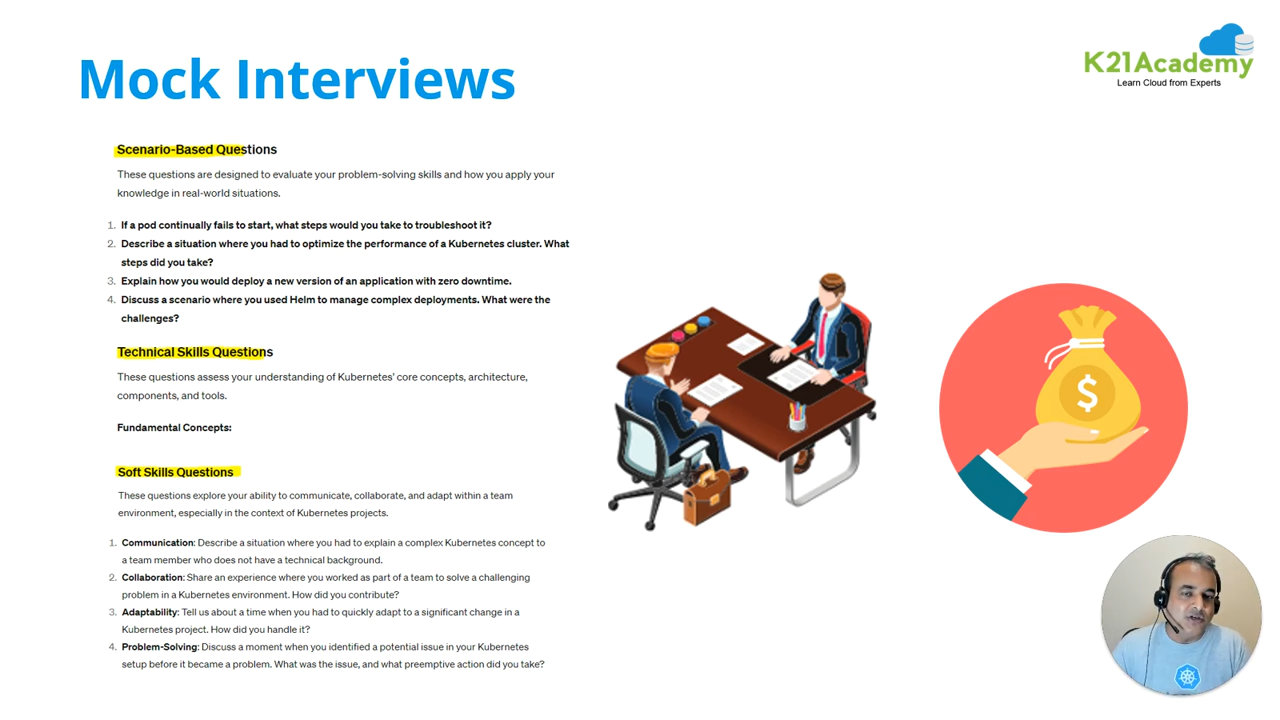 Mock Interviews
K21Academy
Learn Cloud from Experts
Scenario-Based Questions
These questions are designed to evaluate your problem-solving skills and how you apply your
knowledge in real-world situations.
1. If a pod continually fails to start, what steps would you take to troubleshoot it?
2. Describe a situation where you had to optimize the performance of a Kubernetes cluster. What
steps did you take?
3. Explain how you would deploy a new version of an application with zero downtime.
4. Discuss a scenario where you used Helm to manage complex deployments. What were the
challenges?
Technical Skills Questions
These questions assess your understanding of Kubernetes' core concepts, architecture,
components, and tools.
Fundamental Concepts:
Soft Skills Questions
These questions explore your ability to communicate, collaborate, and adapt within a team
environment, especially in the context of Kubernetes projects.
1. Communication: Describe a situation where you had to explain a complex Kubernetes concept to
a team member who does not have a technical background.
2. Collaboration: Share an experience where you worked as part of a team to solve a challenging
problem in a Kubernetes environment. How did you contribute?
3. Adaptability: Tell us about a time when you had to quickly adapt to a significant change in a
Kubernetes project. How did you handle it?
4. Problem-Solving: Discuss a moment when you identified a potential issue in your Kubernetes
setup before it became a problem. What was the issue, and what preemptive action did you take?
$